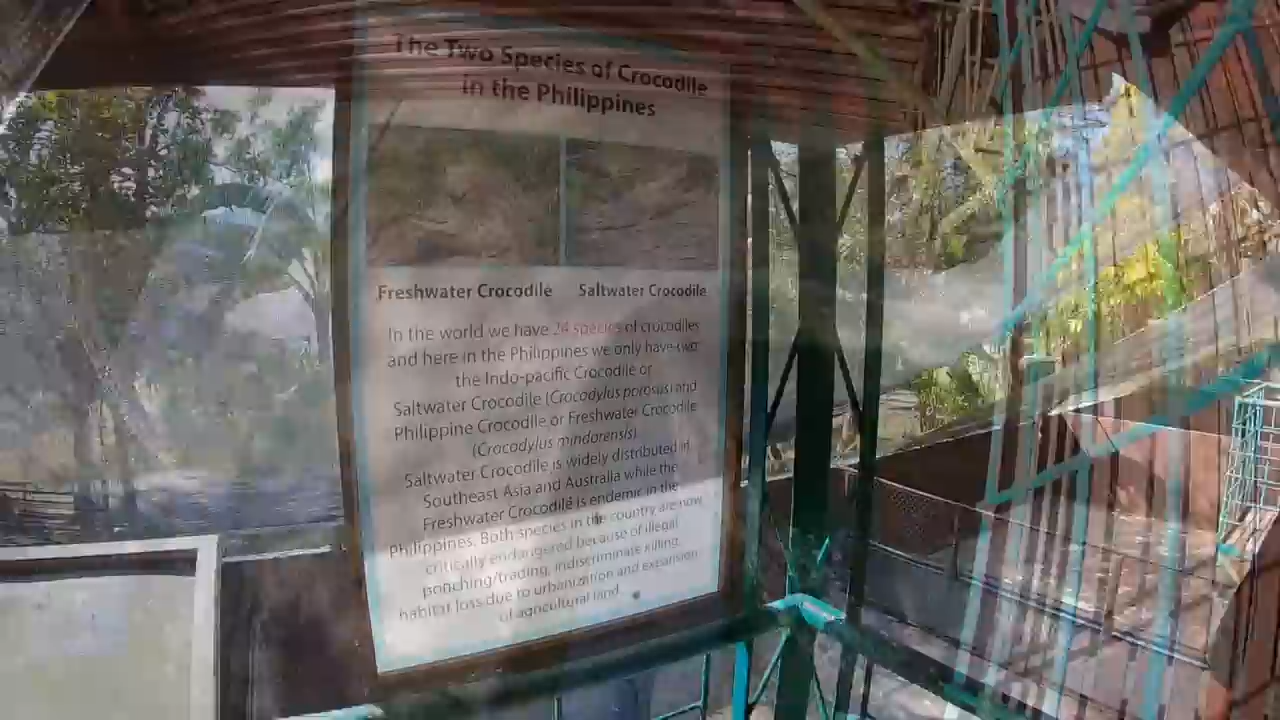 The Two Species of Crocodile
in the Philippines
Freshwater Crocodile
Saltwater Crocodile
In the world we have 24 species of crocodiles
and here in the Philippines we only have two
the Indo-pacific Crocodile or
Saltwater Crocodile (Crocodylus porosus) and
Philippine Crocodile or Freshwater Crocodile
(Crocodylus mindorensis)
Saltwater Crocodile is widely distributed in
Southeast Asia and Australia while the
Freshwater Crocodile is endemic in the
Philippines. Both species in the country are now
critically endangered because of illegal
poaching/trading, indiscriminate killing,
habitat loss due to urbanization and expansion
of agricultural land.